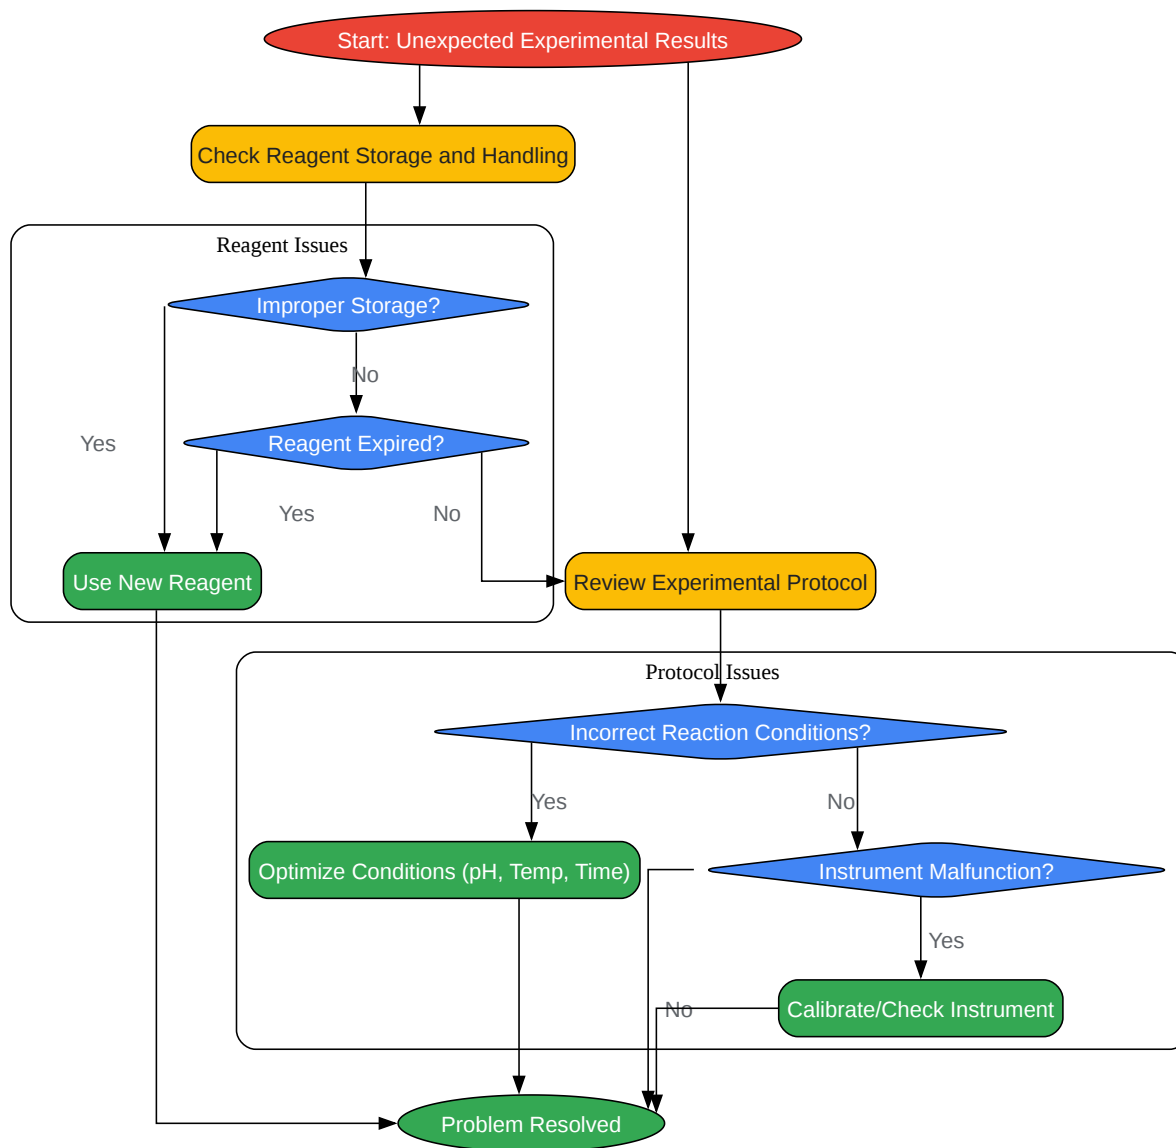 Start: Unexpected Experimental Results
Check Reagent Storage and Handling
Reagent Issues
Improper Storage?
No
Yes
Reagent Expired?
Yes
No
Use New Reagent
Review Experimental Protocol
Protocol Issues
Incorrect Reaction Conditions?
Yes
No
Optimize Conditions (pH, Temp, Time)
Instrument Malfunction?
Yes
No
Calibrate/Check Instrument
Problem Resolved